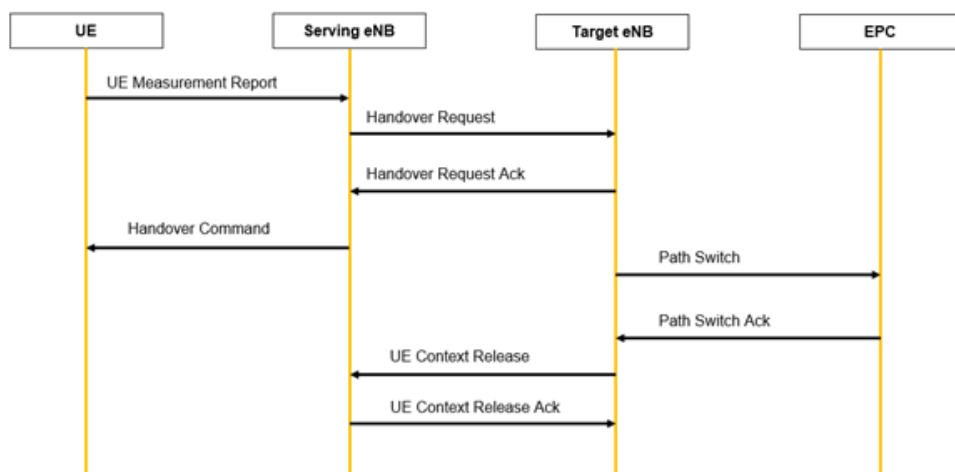 UE
Serving eNB
Target eNB
EPC
UE Measurement Report
Handover Request
Handover Request Ack
Handover Command
Path Switch
Path Switch Ack
UE Context Release
UE Context Release Ack